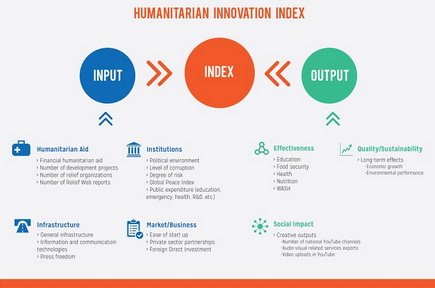 HUMANITARIAN INNOVATION INDEX
INPUT
INDEX
OUTPUT
Humanitarian Aid
› Financial humanitarian aid
› Number of development projects
› Number of relief organizations
› Number of Relief Web reports
Institutions
› Political environment
› Level of corruption
› Degree of risk
› Global Peace Index
› Public expenditure (education,
emergency, health, R&D, etc)
Effectiveness
› Education
› Food security
› Health
› Nutrition
› WASH
Quality/Sustainability
› Long term effects
-Economic growth
-Environmental performance
Infrastructure
› General infrastructure
› Information and communication
technologies
› Press freedom
Market/Business
› Ease of start up
› Private sector partnerships
› Foreign Direct Investment
Social Impact
› Creative outputs
-Number of national YouTube channels
-Audio-visual related services exports
-Video uploads in YouTube